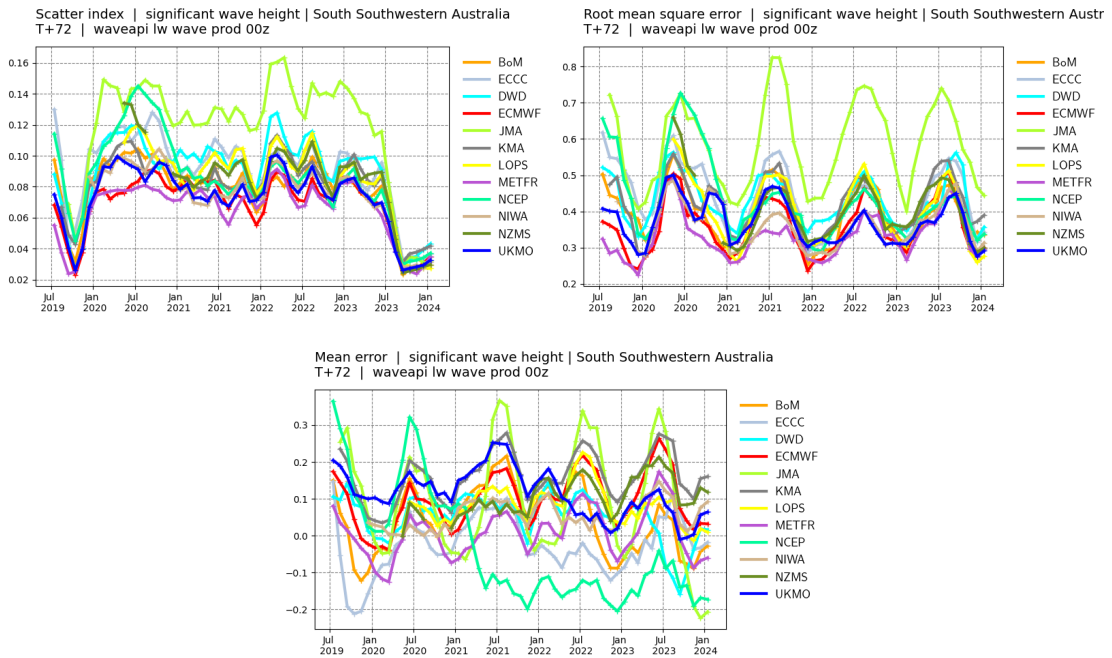 Scatter index | significant wave height | South Southwestern Australia
T+72 | waveapi lw wave prod 00z
0.16
0.14
0.12
0.10
0.08
0.06
0.04
0.02
Jul Jan Jul Jan Jul Jan Jul Jan Jul Jan
2019 2020 2020 2021 2021 2022 2022 2023 2023 2024
BoM
ECCC
DWD
ECMWF
JMA
KMA
LOPS
METFR
NCEP
NIWA
NZMS
UKMO
Root mean square error | significant wave height | South Southwestern Austr
T+72 | waveapi lw wave prod 00z
0.8
0.7
0.6
0.5
0.4
0.3
0.2
Jul Jan Jul Jan Jul Jan Jul Jan Jul Jan
2019 2020 2020 2021 2021 2022 2022 2023 2023 2024
BoM
ECCC
DWD
ECMWF
JMA
KMA
LOPS
METFR
NCEP
NIWA
NZMS
UKMO
Mean error | significant wave height | South Southwestern Australia
T+72 | waveapi lw wave prod 00z
0.3
0.2
0.1
0.0
−0.1
−0.2
Jul Jan Jul Jan Jul Jan Jul Jan Jul Jan
2019 2020 2020 2021 2021 2022 2022 2023 2023 2024
BoM
ECCC
DWD
ECMWF
JMA
KMA
LOPS
METFR
NCEP
NIWA
NZMS
UKMO